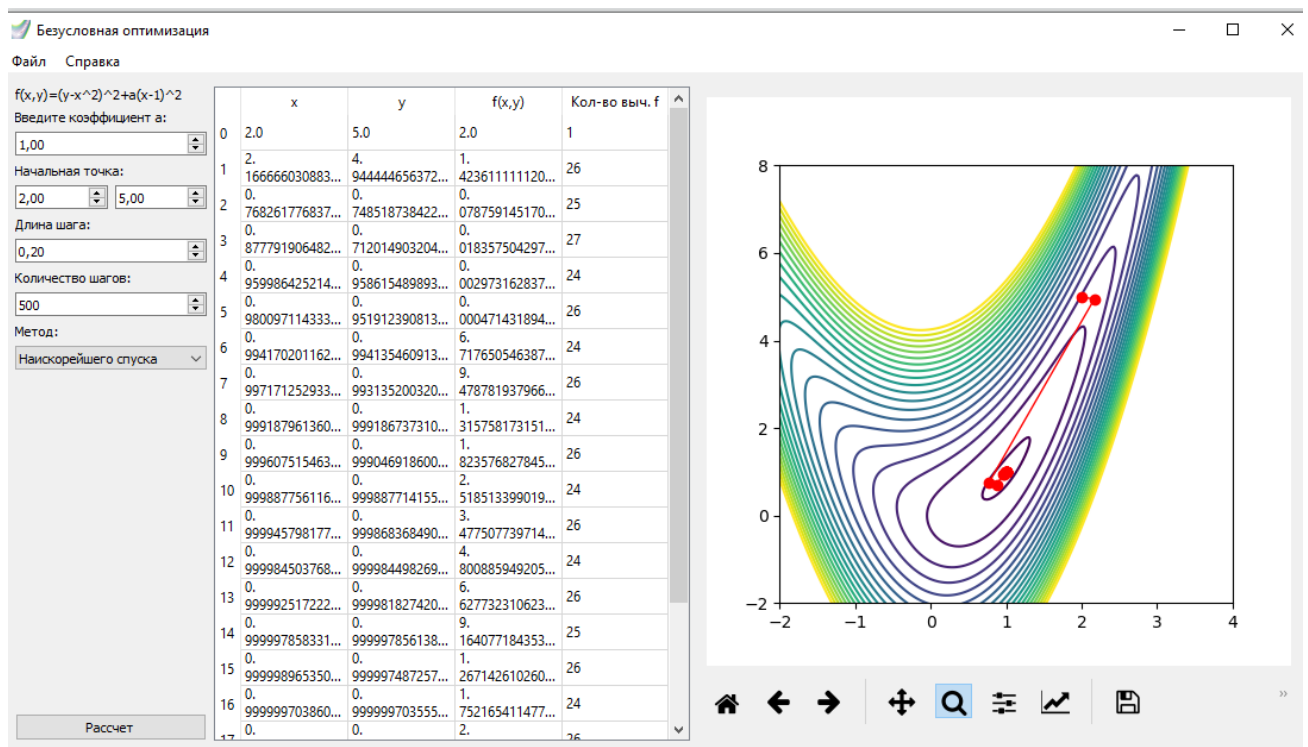 Безусловная оптимизация
Файл Справка
f(x,y)=(y-x^2)^2+a(x-1)^2
Введите коэффициент a:
1,00
Начальная точка:
2,00 5,00
Длина шага:
0,20
Количество шагов:
500
Метод:
Наискорейшего спуска
Рассчет
x y f(x,y) Кол-во выч. f
0 2.0 5.0 2.0 1
2. 4. 1.
1 166666030883... 944444656372... 423611111120... 26
0. 0. 0.
2 768261776837... 748518738422... 078759145170... 25
0. 0. 0.
3 877791906482... 712014903204... 018357504297... 27
0. 0. 0.
4 959986425214... 958615489893... 002973162837... 24
0. 0. 0.
5 980097114333... 951912390813... 000471431894... 26
0. 0. 6.
6 994170201162... 994135460913... 717650546387... 24
0. 0. 9.
7 997171252933... 993135200320... 478781937966... 26
0. 0. 1.
8 999187961360... 999186737310... 315758173151... 24
0. 0. 1.
9 999607515463... 999046918600... 823576827845... 26
0. 0. 2.
10 999887756116... 999887714155... 518513399019... 24
0. 0. 3.
11 999945798177... 999868368490... 477507739714... 26
0. 0. 4.
12 999984503768... 999984498269... 800885949205... 24
0. 0. 6.
13 999992517222... 999981827420... 627732310623... 26
0. 0. 9.
14 999997858331... 999997856138... 164077184353... 25
0. 0. 1.
15 999998965350... 999997487257... 267142610260... 26
0. 0. 1.
16 999999703860... 999999703555... 752165411477... 24
0. 0. 2.
17 26
8
6
4
2
0
−2
−2 −1 0 1 2 3 4
»